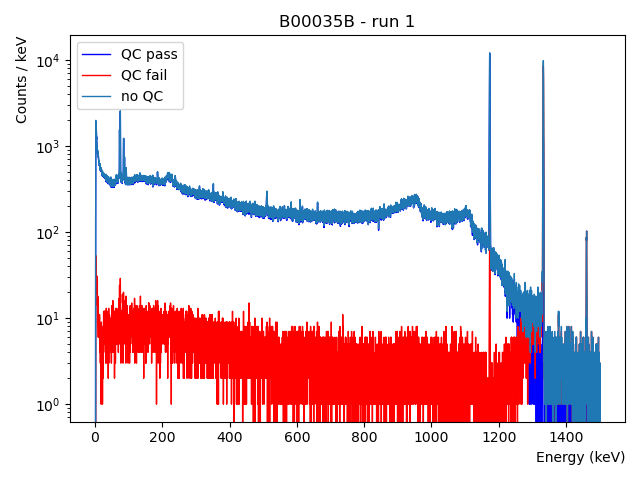 B00035B - run 1
Counts / keV
QC pass
QC fail
no QC
10⁴
10³
10²
10¹
10⁰
0 200 400 600 800 1000 1200 1400
Energy (keV)